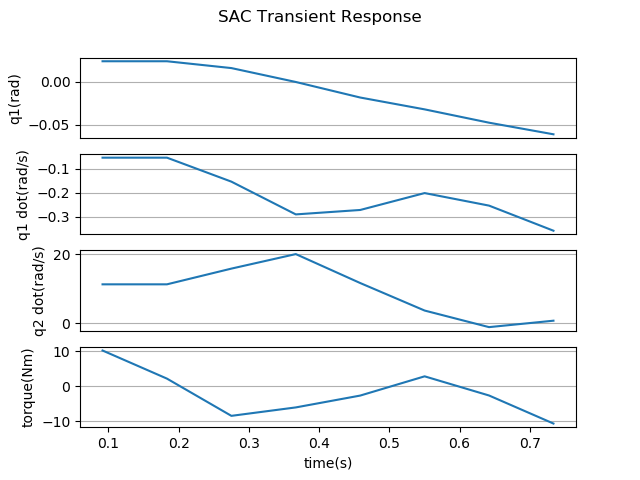 SAC Transient Response
0.00
−0.05
q1(rad)
−0.1
−0.2
−0.3
q1 dot(rad/s)
20
0
q2 dot(rad/s)
10
0
−10
torque(Nm)
0.1 0.2 0.3 0.4 0.5 0.6 0.7
time(s)